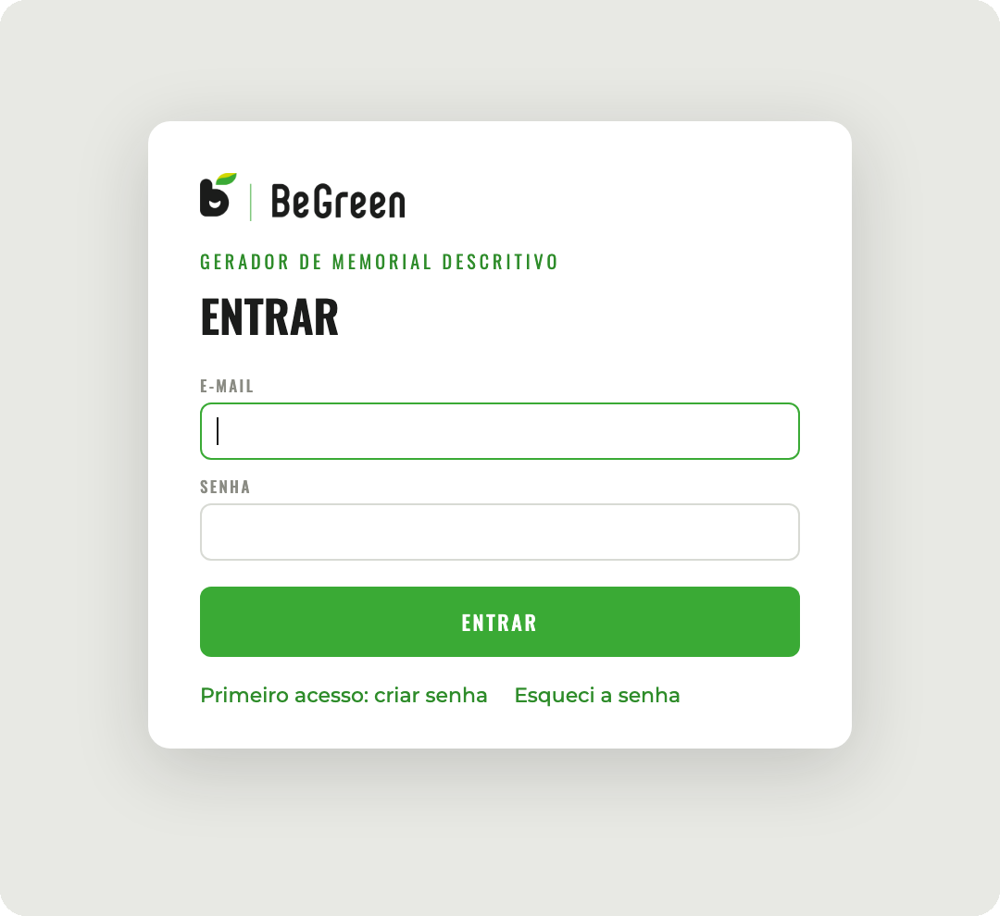 BeGreen
GERADOR DE MEMORIAL DESCRITIVO
ENTRAR
E-MAIL
SENHA
ENTRAR
Primeiro acesso: criar senha Esqueci a senha